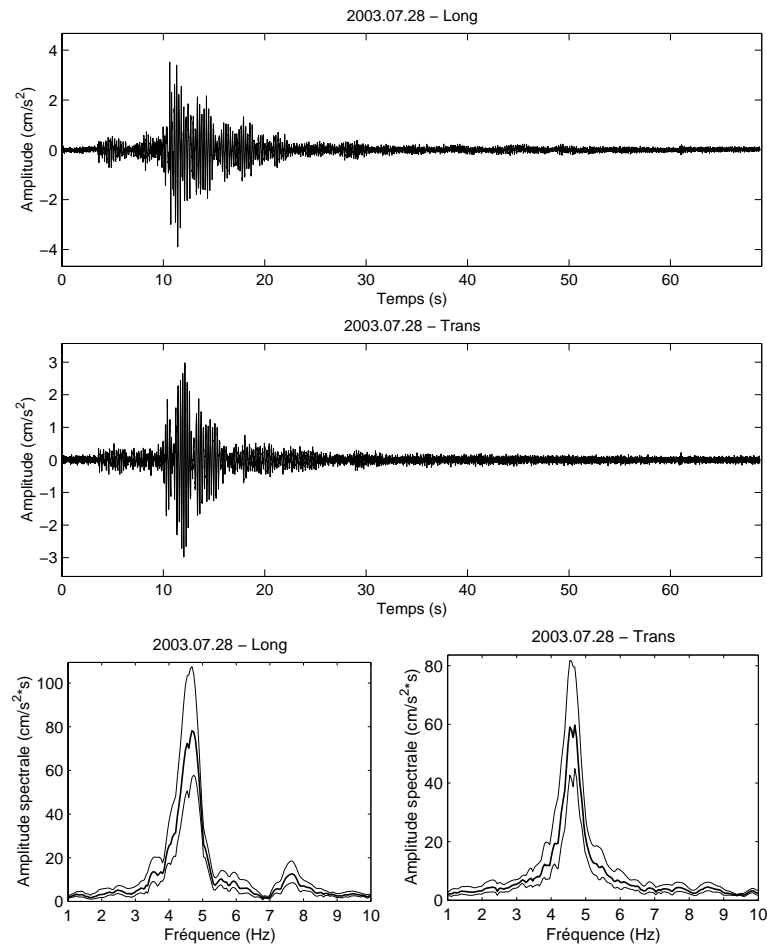 2003.07.28 − Long
4
2
0
−2
−4
Amplitude (cm/s²)
0 10 20 30 40 50 60
Temps (s)
2003.07.28 − Trans
3
2
1
0
−1
−2
−3
Amplitude (cm/s²)
0 10 20 30 40 50 60
Temps (s)
2003.07.28 − Long
100
80
60
40
20
0
Amplitude spectrale (cm/s²*s)
1 2 3 4 5 6 7 8 9 10
Fréquence (Hz)
2003.07.28 − Trans
80
60
40
20
0
Amplitude spectrale (cm/s²*s)
1 2 3 4 5 6 7 8 9 10
Fréquence (Hz)